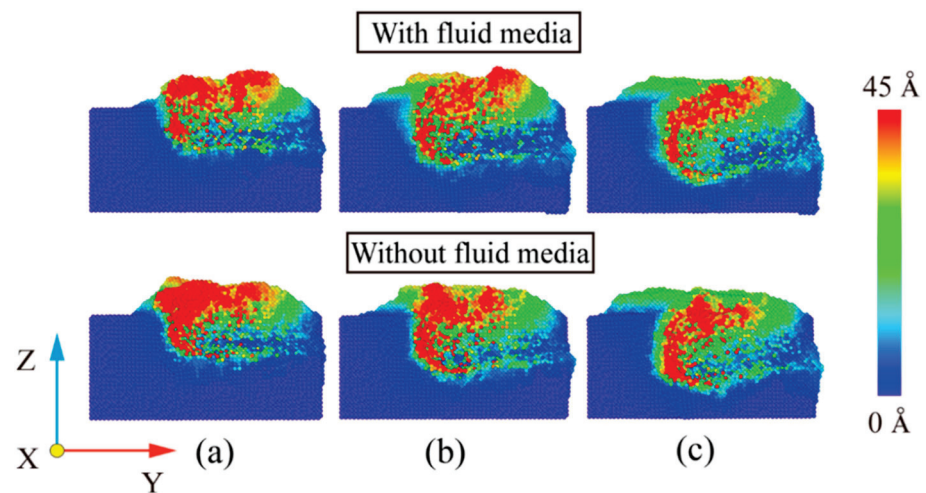 With fluid media
45 Å
Without fluid media
0 Å
Z
X
Y
(a)
(b)
(c)